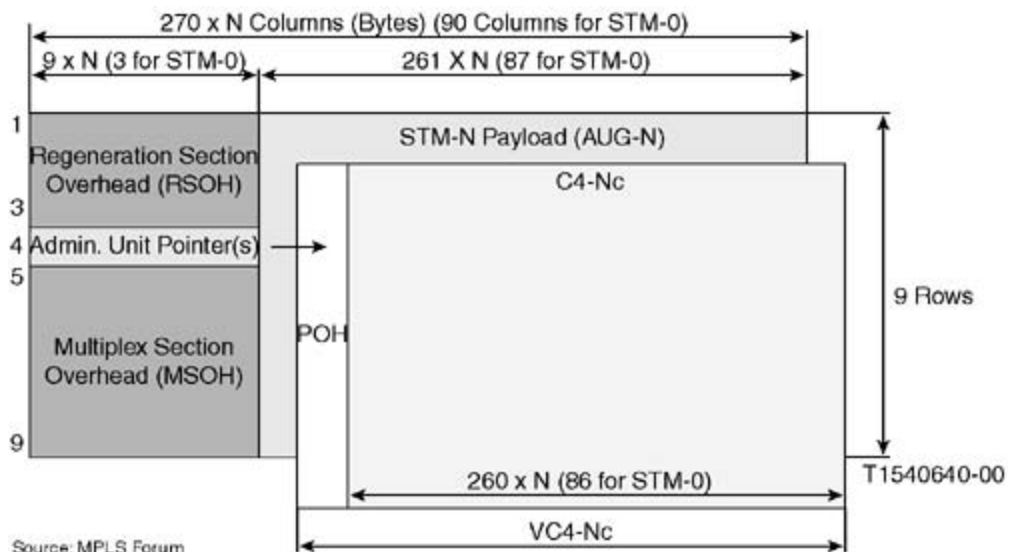 270 x N Columns (Bytes) (90 Columns for STM-0)
9 x N (3 for STM-0)
261 X N (87 for STM-0)
1
Regeneration Section
Overhead (RSOH)
3
4
Admin. Unit Pointer(s)
5
Multiplex Section
Overhead (MSOH)
9
STM-N Payload (AUG-N)
C4-Nc
POH
9 Rows
260 x N (86 for STM-0)
T1540640-00
VC4-Nc
Source: MPLS Forum